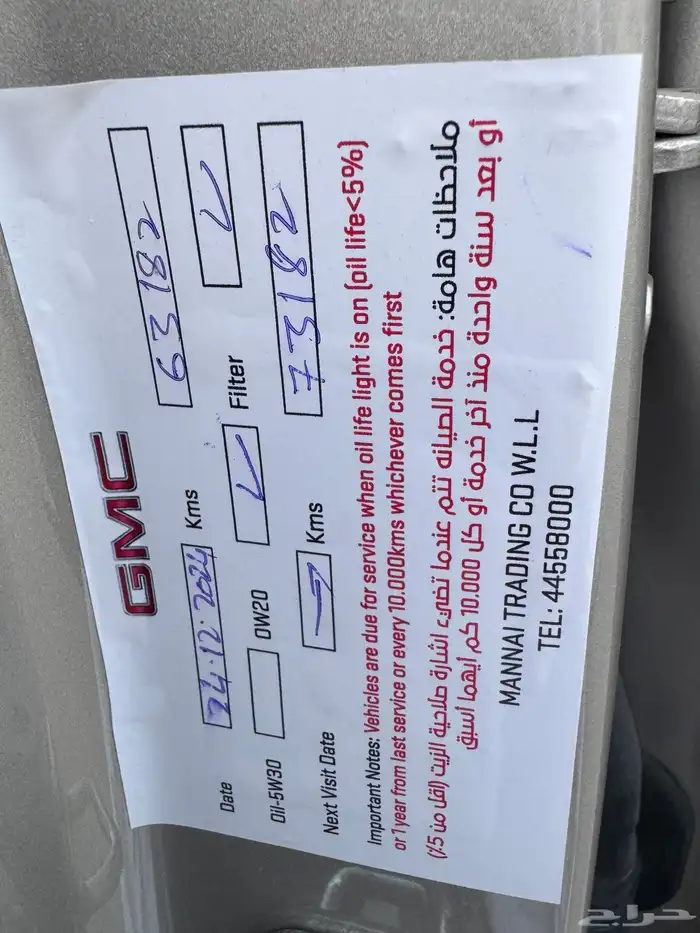 GMC
Date 24.12.2024 Kms 63182
Oil-5W30 0W20 ✓ Filter ✓
Next Visit Date Kms 73182
Important Notes: Vehicles are due for service when oil life light is on (oil life<5%)
or 1 year from last service or every 10.000kms whichever comes first
ملاحظات هامة: خدمة الصيانه تتم عندما تضيء اشارة صلاحية الزيت (اقل من 5٪)
أو بعد سنة واحدة منذ آخر خدمة أو كل 10.000 كم أيهما أسبق
MANNAI TRADING CO W.L.L
TEL: 44558000
حراج